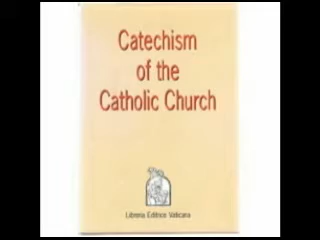 Catechism
of the
Catholic Church
Libreria Editrice Vaticana